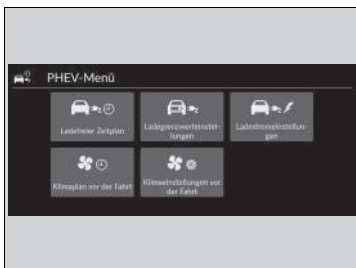 PHEV-Menü
Ladefreier Zeitplan
Ladegrenzwerteinstel-
lungen
Ladestromeinstellun-
gen
Klimaplan vor der Fahrt
Klimaeinstellungen vor
der Fahrt